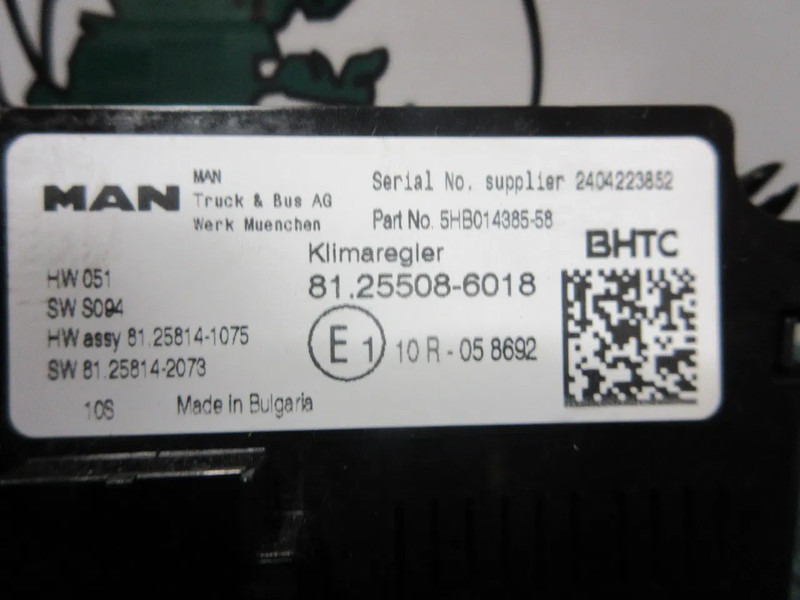 MAN
MAN
Truck & Bus AG
Werk Muenchen
Serial No. supplier 2404223852
Part No. 5HB014385-58
Klimaregler
81.25508-6018
BHTC
HW 051
SW S094
HW assy 81.25814-1075
SW 81.25814-2073
E1 10 R - 05 8692
10S Made in Bulgaria